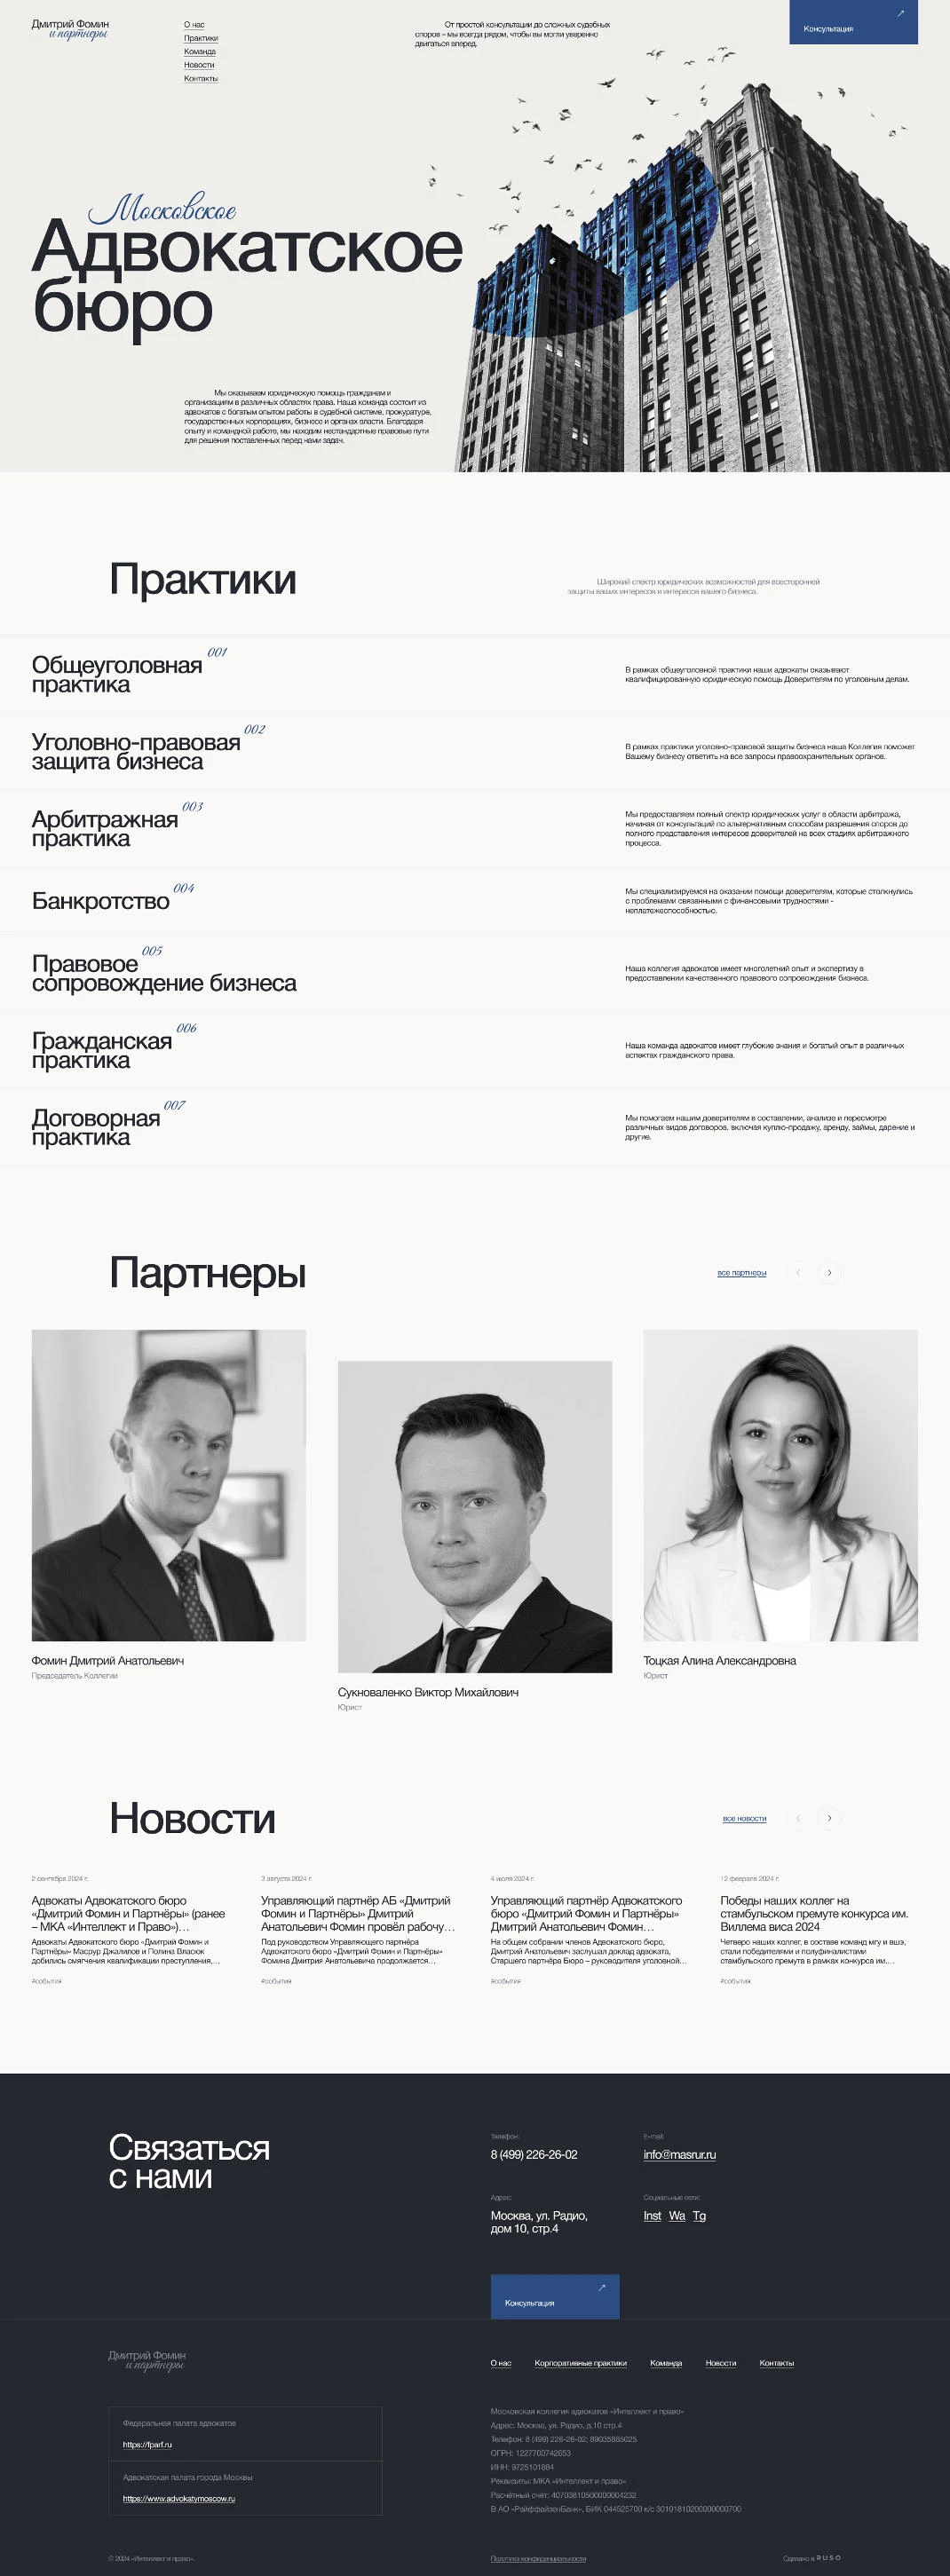 Дмитрий Фомин
и партнеры
О нас
Практики
Команда
Новости
Контакты
От простой консультации до сложных судебных
споров – мы всегда рядом, чтобы вы могли уверенно
двигаться вперед.
Консультация
Московское
Адвокатское
бюро
Мы оказываем юридическую помощь гражданам и
организациям в различных областях права. Наша команда состоит из
адвокатов с богатым опытом работы в судебной системе, прокуратуре,
государственных корпорациях, бизнесе и органах власти. Благодаря
опыту и командной работе, мы находим нестандартные правовые пути
для решения поставленных перед нами задач.
Практики
Широкий спектр юридических возможностей для всесторонней
защиты ваших интересов и интересов вашего бизнеса.
001
Общеуголовная
практика
В рамках общеуголовной практики наши адвокаты оказывают
квалифицированную юридическую помощь Доверителям по уголовным делам.
002
Уголовно-правовая
защита бизнеса
В рамках практики уголовно-правовой защиты бизнеса наша Коллегия поможет
Вашему бизнесу ответить на все запросы правоохранительных органов.
003
Арбитражная
практика
Мы предоставляем полный спектр юридических услуг в области арбитража,
начиная от консультаций по альтернативным способам разрешения споров до
полного представления интересов доверителей на всех стадиях арбитражного
процесса.
004
Банкротство
Мы специализируемся на оказании помощи доверителям, которые столкнулись
с проблемами связанными с финансовыми трудностями -
неплатежеспособностью.
005
Правовое
сопровождение бизнеса
Наша коллегия адвокатов имеет многолетний опыт и экспертизу в
предоставлении качественного правового сопровождения бизнеса.
006
Гражданская
практика
Наша команда адвокатов имеет глубокие знания и богатый опыт в различных
аспектах гражданского права.
007
Договорная
практика
Мы помогаем нашим доверителям в составлении, анализе и пересмотре
различных видов договоров, включая куплю-продажу, аренду, займы, дарение и
другие.
Партнеры
все партнеры
Фомин Дмитрий Анатольевич
Председатель Коллегии
Сукноваленко Виктор Михайлович
Юрист
Тоцкая Алина Александровна
Юрист
Новости
все новости
2 сентября 2024 г.
Адвокаты Адвокатского бюро
«Дмитрий Фомин и Партнёры» (ранее
– МКА «Интеллект и Право»)…
Адвокаты Адвокатского бюро «Дмитрий Фомин и
Партнёры» Масрур Джалилов и Полина Власюк
добились смягчения квалификации преступления,…
#события
3 августа 2024 г.
Управляющий партнёр АБ «Дмитрий
Фомин и Партнёры» Дмитрий
Анатольевич Фомин провёл рабочу…
Под руководством Управляющего партнёра
Адвокатского бюро «Дмитрий Фомин и Партнёры»
Фомина Дмитрия Анатольевича продолжается…
#события
4 июля 2024 г.
Управляющий партнёр Адвокатского
бюро «Дмитрий Фомин и Партнёры»
Дмитрий Анатольевич Фомин…
На общем собрании членов Адвокатского бюро,
Дмитрий Анатольевич заслушал доклад адвоката,
Старшего партнёра Бюро – руководителя уголовной…
#события
12 февраля 2024 г.
Победы наших коллег на
стамбульском премуте конкурса им.
Виллема виса 2024
Четверо наших коллег, в составе команд мгу и вшэ,
стали победителями и полуфиналистами
стамбульского премута в рамках конкурса им.…
#события
Связаться
с нами
Телефон:
8 (499) 226-26-02
E-mail:
info@masrur.ru
Адрес:
Москва, ул. Радио,
дом 10, стр.4
Социальные сети:
Inst Wa Tg
Консультация
Дмитрий Фомин
и партнеры
О нас
Корпоративные практики
Команда
Новости
Контакты
Федеральная палата адвокатов
https://fparf.ru
Адвокатская палата города Москвы
https://www.advokatymoscow.ru
Московская коллегия адвокатов «Интеллект и право»
Адрес: Москва, ул. Радио, д.10 стр.4
Телефон: 8 (499) 226-26-02; 89035885025
ОГРН: 1227700742653
ИНН: 9725101884
Реквизиты: МКА «Интеллект и право»
Расчётный счёт: 40703810500000004232
В АО «РайффайзенБанк», БИК 044525700 к/с 30101810200000000700
© 2024 «Интеллект и право».
Политика конфиденциальности
Сделано в RUSO